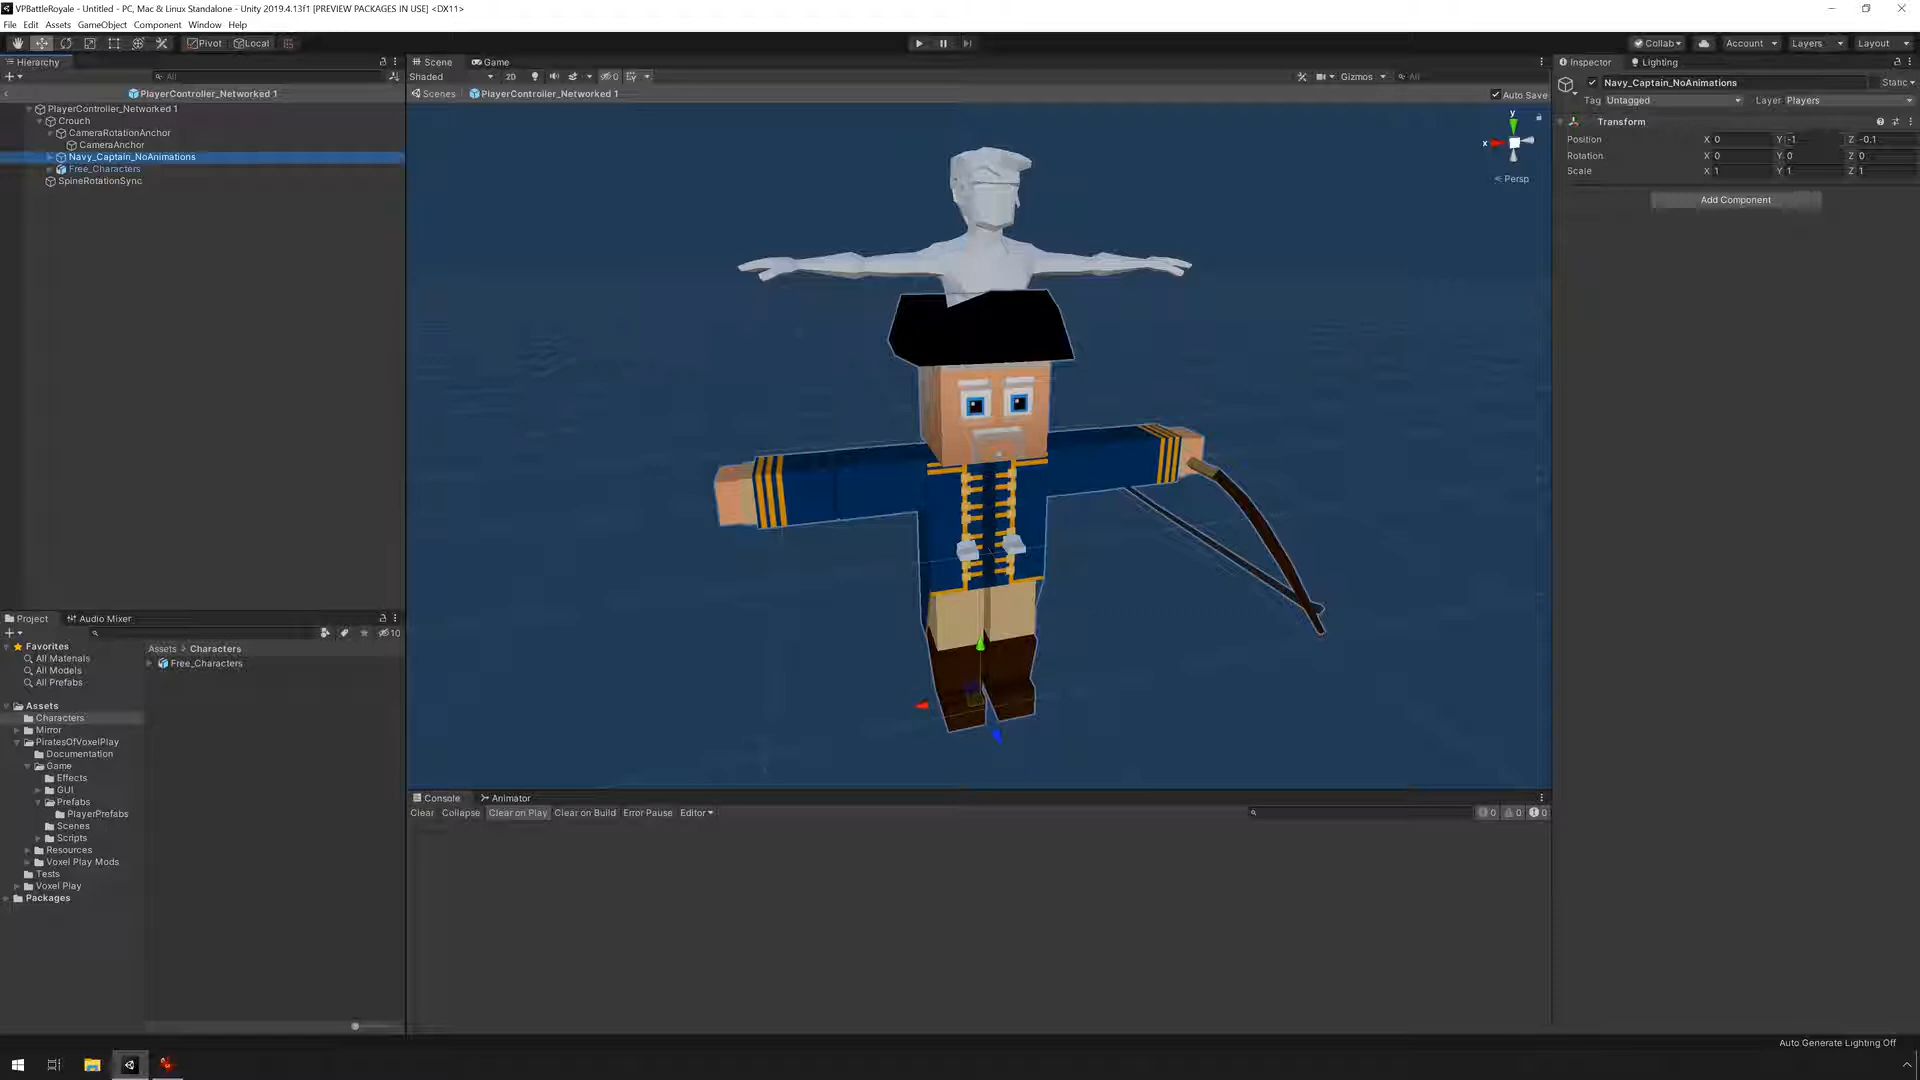 VPBattleRoyale - Untitled - PC, Mac & Linux Standalone - Unity 2019.4.13f1 [PREVIEW PACKAGES IN USE] <DX11>
File Edit Assets GameObject Component Window Help
Pivot Local Collab Account Layers Layout
Hierarchy
All
PlayerController_Networked 1
PlayerController_Networked 1
Crouch
CameraRotationAnchor
CameraAnchor
Navy_Captain_NoAnimations
Free_Characters
SpineRotationSync
Scene Game
Shaded 2D 0 Gizmos All
Scenes PlayerController_Networked 1 Auto Save
y
x
Persp
Inspector Lighting
Navy_Captain_NoAnimations Static
Tag Untagged Layer Players
Transform
Position X 0 Y -1 Z -0.1
Rotation X 0 Y 0 Z 0
Scale X 1 Y 1 Z 1
Add Component
Project Audio Mixer
10
Favorites
All Materials
All Models
All Prefabs
Assets
Characters
Mirror
PiratesOfVoxelPlay
Documentation
Game
Effects
GUI
Prefabs
PlayerPrefabs
Scenes
Scripts
Resources
Voxel Play Mods
Tests
Voxel Play
Packages
Assets > Characters
Free_Characters
Console Animator
Clear Collapse Clear on Play Clear on Build Error Pause Editor 0 0 0
Auto Generate Lighting Off